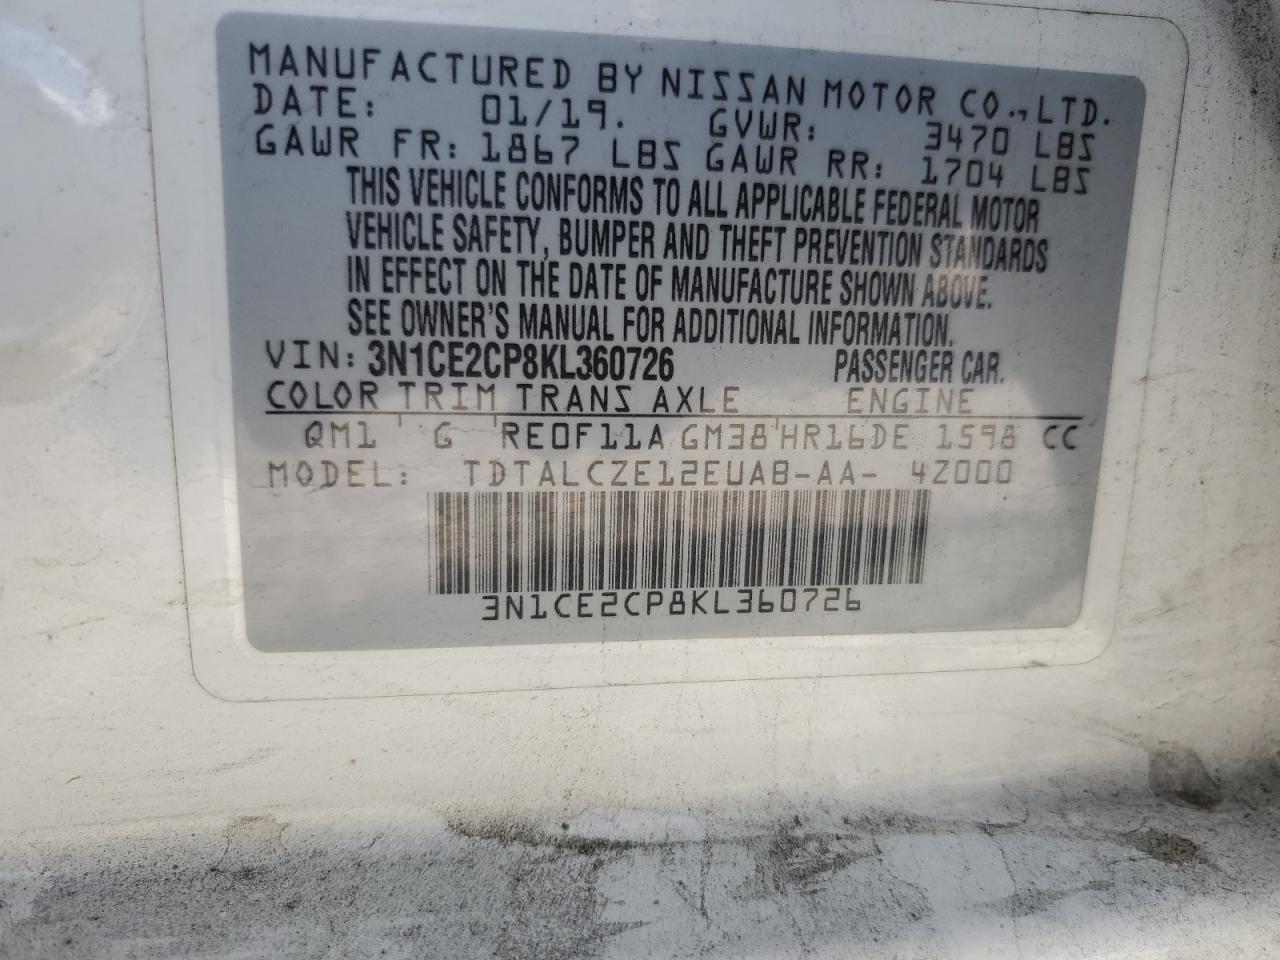 MANUFACTURED BY NISSAN MOTOR CO.,LTD.
DATE: 01/19. GVWR: 3470 LBS
GAWR FR: 1867 LBS GAWR RR: 1704 LBS
THIS VEHICLE CONFORMS TO ALL APPLICABLE FEDERAL MOTOR
VEHICLE SAFETY, BUMPER AND THEFT PREVENTION STANDARDS
IN EFFECT ON THE DATE OF MANUFACTURE SHOWN ABOVE.
SEE OWNER'S MANUAL FOR ADDITIONAL INFORMATION.
VIN: 3N1CE2CP8KL360726 PASSENGER CAR.
COLOR TRIM TRANS AXLE ENGINE
QM1 ' G 'RE0F11A GM38'HR16DE 1598 CC
MODEL: TDTALCZE12EUAB-AA- 4Z000
3N1CE2CP8KL360726